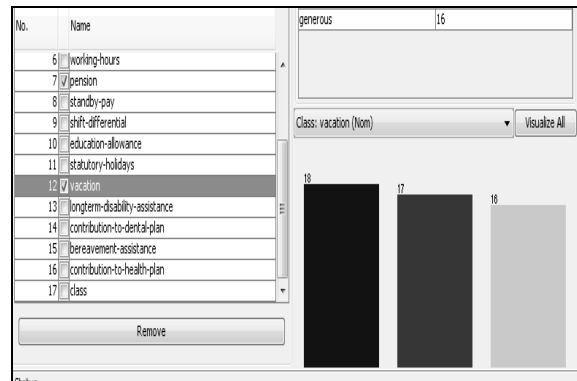 No. Name
6 working-hours
7 pension
8 standby-pay
9 shift-differential
10 education-allowance
11 statutory-holidays
12 vacation
13 longterm-disability-assistance
14 contribution-to-dental-plan
15 bereavement-assistance
16 contribution-to-health-plan
17 class
Remove
generous 16
Class: vacation (Nom) Visualize All
18
17
16